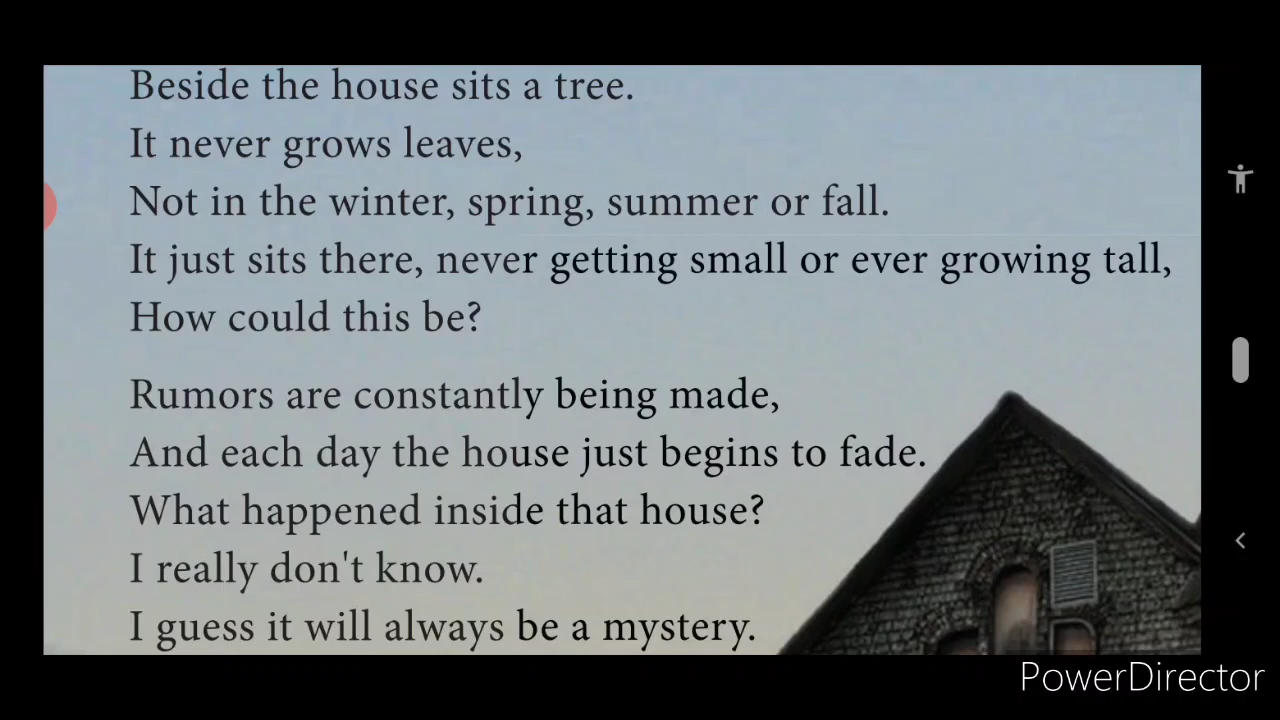 Beside the house sits a tree.
It never grows leaves,
Not in the winter, spring, summer or fall.
It just sits there, never getting small or ever growing tall,
How could this be?
Rumors are constantly being made,
And each day the house just begins to fade.
What happened inside that house?
I really don't know.
I guess it will always be a mystery.
PowerDirector